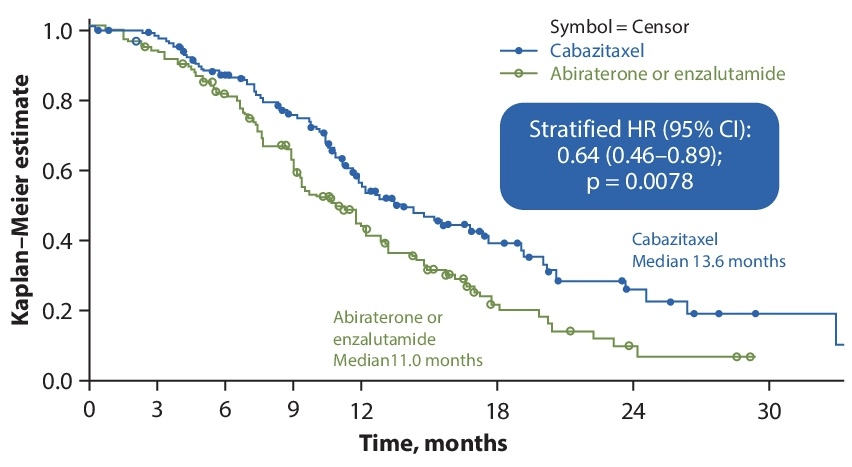 Symbol = Censor
Cabazitaxel
Abiraterone or enzalutamide
Stratified HR (95% CI):
0.64 (0.46–0.89);
p = 0.0078
Cabazitaxel
Median 13.6 months
Abiraterone or
enzalutamide
Median11.0 months
Kaplan–Meier estimate
1.0
0.8
0.6
0.4
0.2
0.0
0 3 6 9 12 18 24 30
Time, months